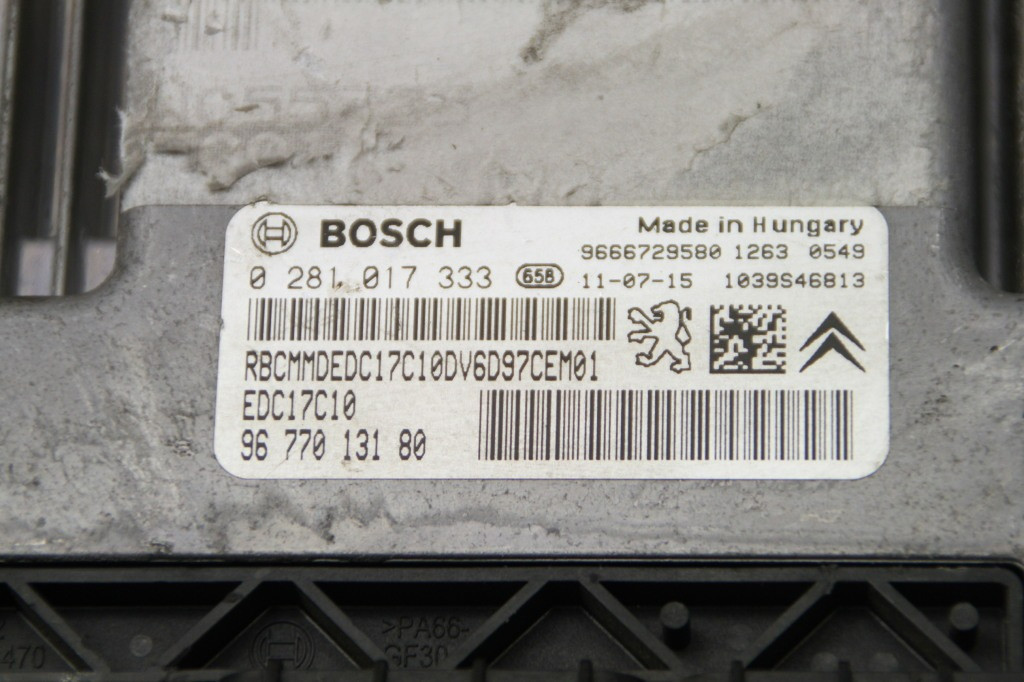 BOSCH
Made in Hungary
9666729580 1263 0549
0 281 017 333 658 11-07-15 1039S46813
RBCMMDEDC17C10DV6D97CEM01
EDC17C10
96 770 131 80
>PA66-
GF30
470